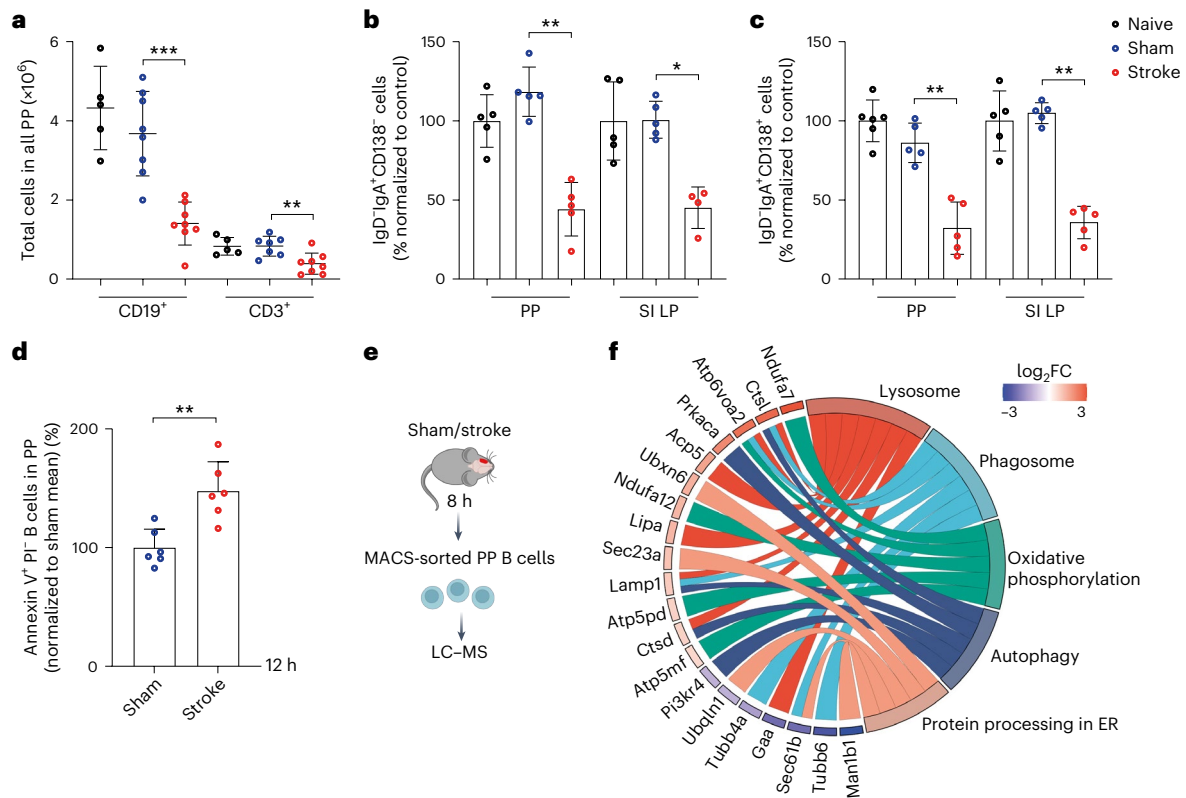 a
b
c
Naive
Sham
Stroke
Total cells in all PP (×10⁶)
6
4
2
0
***
**
CD19⁺
CD3⁺
IgD⁻IgA⁺CD138⁻ cells
(% normalized to control)
150
100
50
0
**
*
PP
SI LP
IgD⁻IgA⁺CD138⁺ cells
(% normalized to control)
150
100
50
0
**
**
PP
SI LP
d
Annexin V⁺ PI⁻ B cells in PP
(normalized to sham mean) (%)
200
100
0
**
12 h
Sham
Stroke
e
Sham/stroke
8 h
MACS-sorted PP B cells
LC–MS
f
log₂FC
−3
3
Lysosome
Phagosome
Oxidative
phosphorylation
Autophagy
Protein processing in ER
Ndufa7
Ctsl
Atp6voa2
Prkaca
Acp5
Ubxn6
Ndufa12
Lipa
Sec23a
Lamp1
Atp5pd
Ctsd
Atp5mf
Pi3kr4
Ubqln1
Tubb4a
Gaa
Sec61b
Tubb6
Man1b1